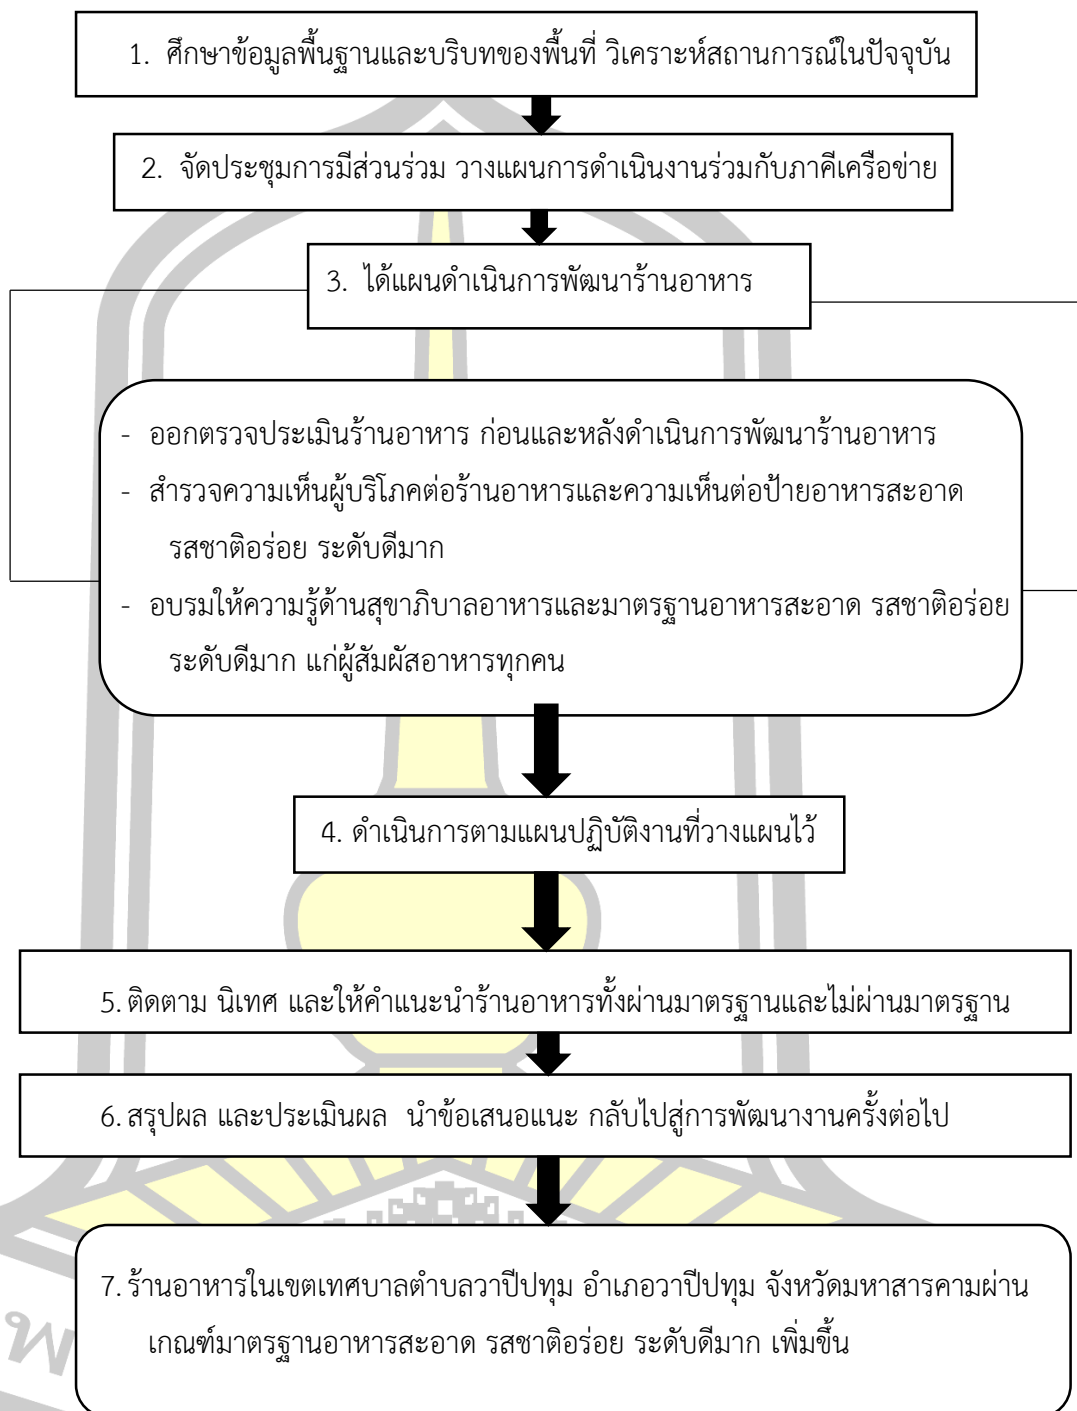 1. ศึกษาข้อมูลพื้นฐานและบริบทของพื้นที่ วิเคราะห์สถานการณ์ในปัจจุบัน
2. จัดประชุมการมีส่วนร่วม วางแผนการดำเนินงานร่วมกับภาคีเครือข่าย
3. ได้แผนดำเนินการพัฒนาร้านอาหาร
- ออกตรวจประเมินร้านอาหาร ก่อนและหลังดำเนินการพัฒนาร้านอาหาร
- สำรวจความเห็นผู้บริโภคต่อร้านอาหารและความเห็นต่อป้ายอาหารสะอาด
รสชาติอร่อย ระดับดีมาก
- อบรมให้ความรู้ด้านสุขาภิบาลอาหารและมาตรฐานอาหารสะอาด รสชาติอร่อย
ระดับดีมาก แก่ผู้สัมผัสอาหารทุกคน
4. ดำเนินการตามแผนปฏิบัติงานที่วางแผนไว้
5. ติดตาม นิเทศ และให้คำแนะนำร้านอาหารทั้งผ่านมาตรฐานและไม่ผ่านมาตรฐาน
6. สรุปผล และประเมินผล นำข้อเสนอแนะ กลับไปสู่การพัฒนางานครั้งต่อไป
7. ร้านอาหารในเขตเทศบาลตำบลวาปีปทุม อำเภอวาปีปทุม จังหวัดมหาสารคามผ่าน
เกณฑ์มาตรฐานอาหารสะอาด รสชาติอร่อย ระดับดีมาก เพิ่มขึ้น
พ